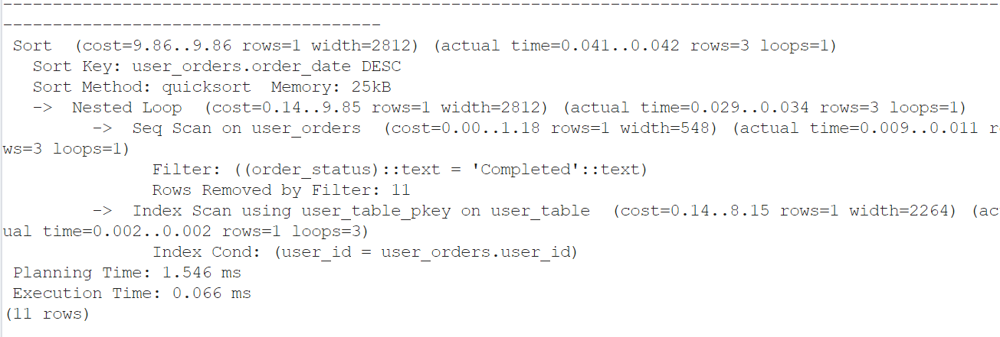 ----------------------------------------------------------------------------------------------------
--------------------------------------
Sort  (cost=9.86..9.86 rows=1 width=2812) (actual time=0.041..0.042 rows=3 loops=1)
  Sort Key: user_orders.order_date DESC
  Sort Method: quicksort  Memory: 25kB
  ->  Nested Loop  (cost=0.14..9.85 rows=1 width=2812) (actual time=0.029..0.034 rows=3 loops=1)
        ->  Seq Scan on user_orders  (cost=0.00..1.18 rows=1 width=548) (actual time=0.009..0.011 ro
ws=3 loops=1)
              Filter: ((order_status)::text = 'Completed'::text)
              Rows Removed by Filter: 11
        ->  Index Scan using user_table_pkey on user_table  (cost=0.14..8.15 rows=1 width=2264) (act
ual time=0.002..0.002 rows=1 loops=3)
              Index Cond: (user_id = user_orders.user_id)
Planning Time: 1.546 ms
Execution Time: 0.066 ms
(11 rows)